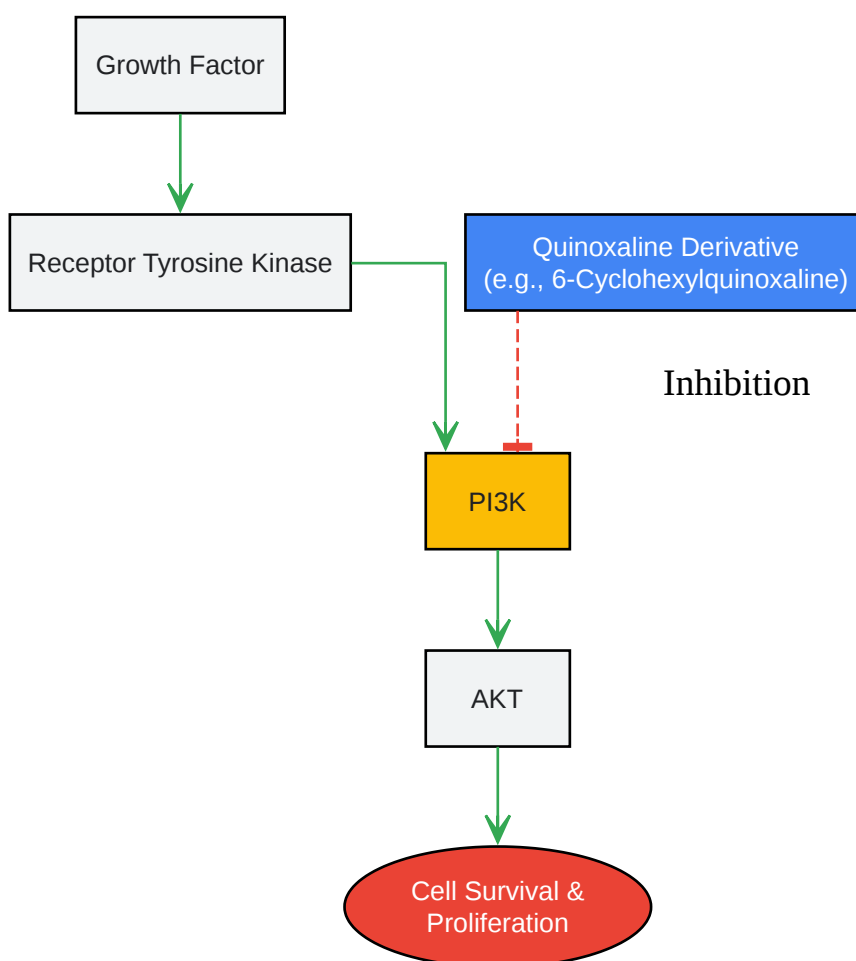 Growth Factor
Receptor Tyrosine Kinase
Quinoxaline Derivative
(e.g., 6-Cyclohexylquinoxaline)
Inhibition
PI3K
AKT
Cell Survival &
Proliferation